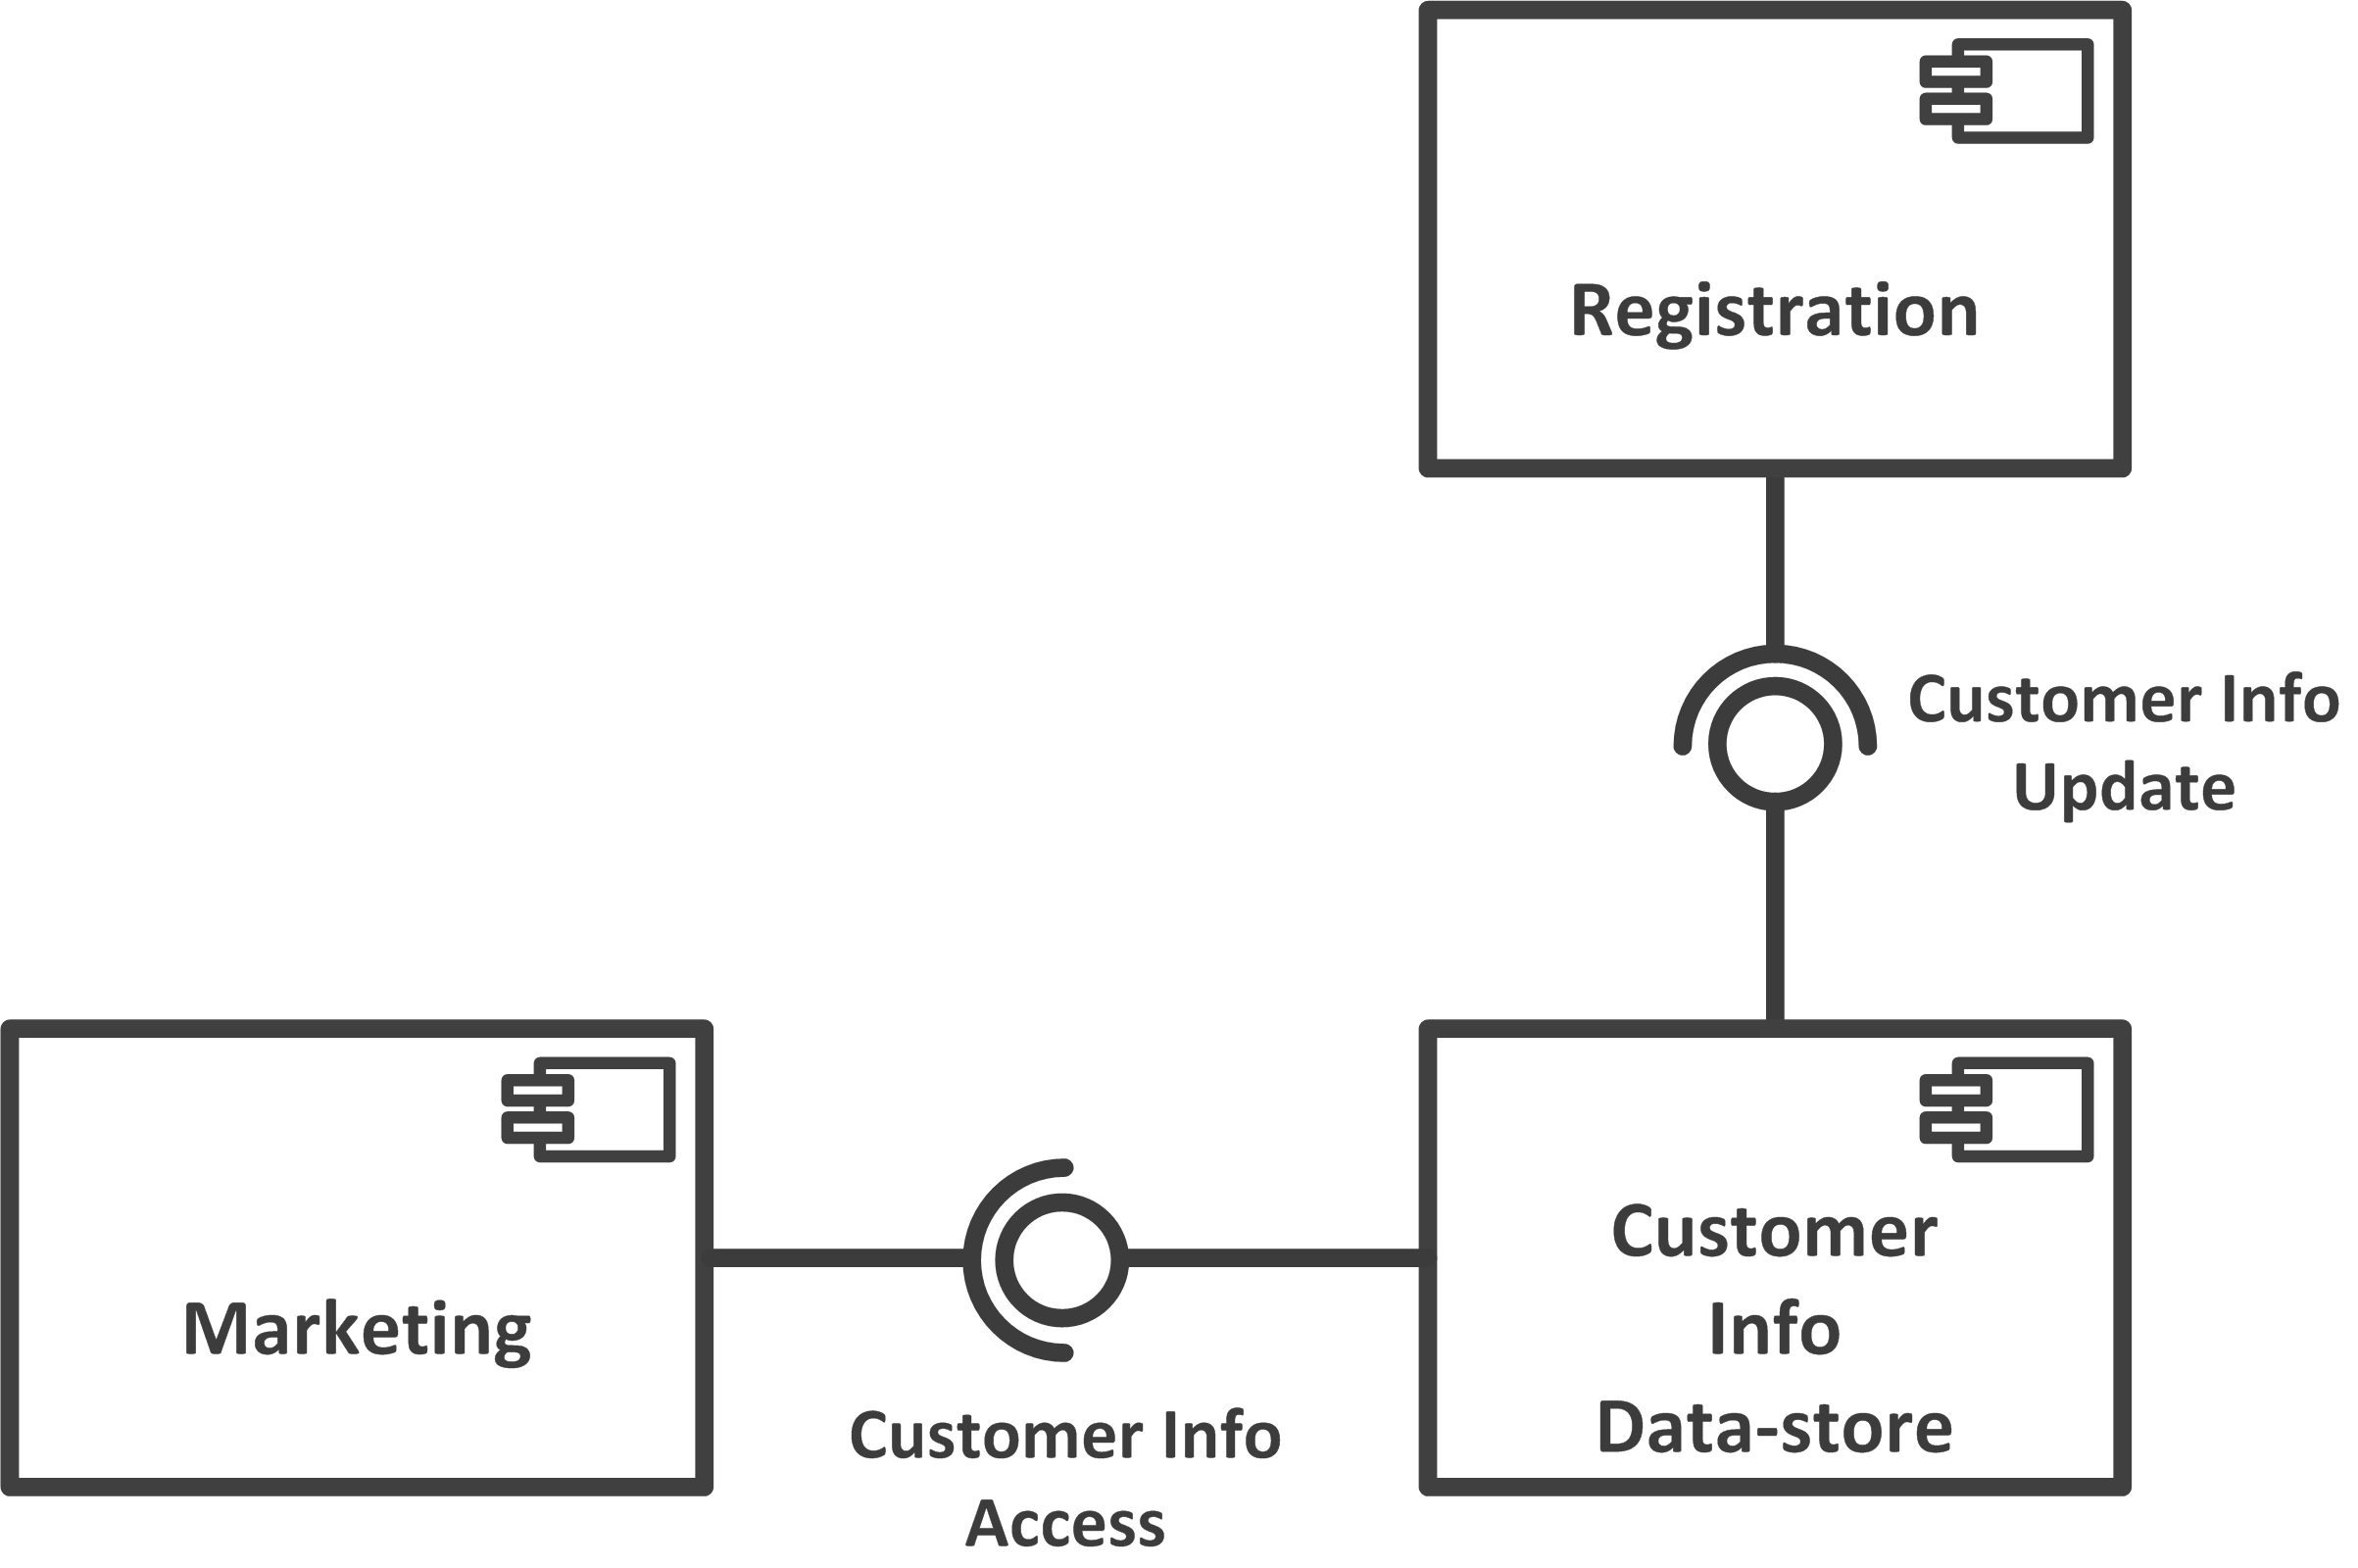 Registration
Customer Info
Update
Marketing
Customer Info
Access
Customer
Info
Data-store